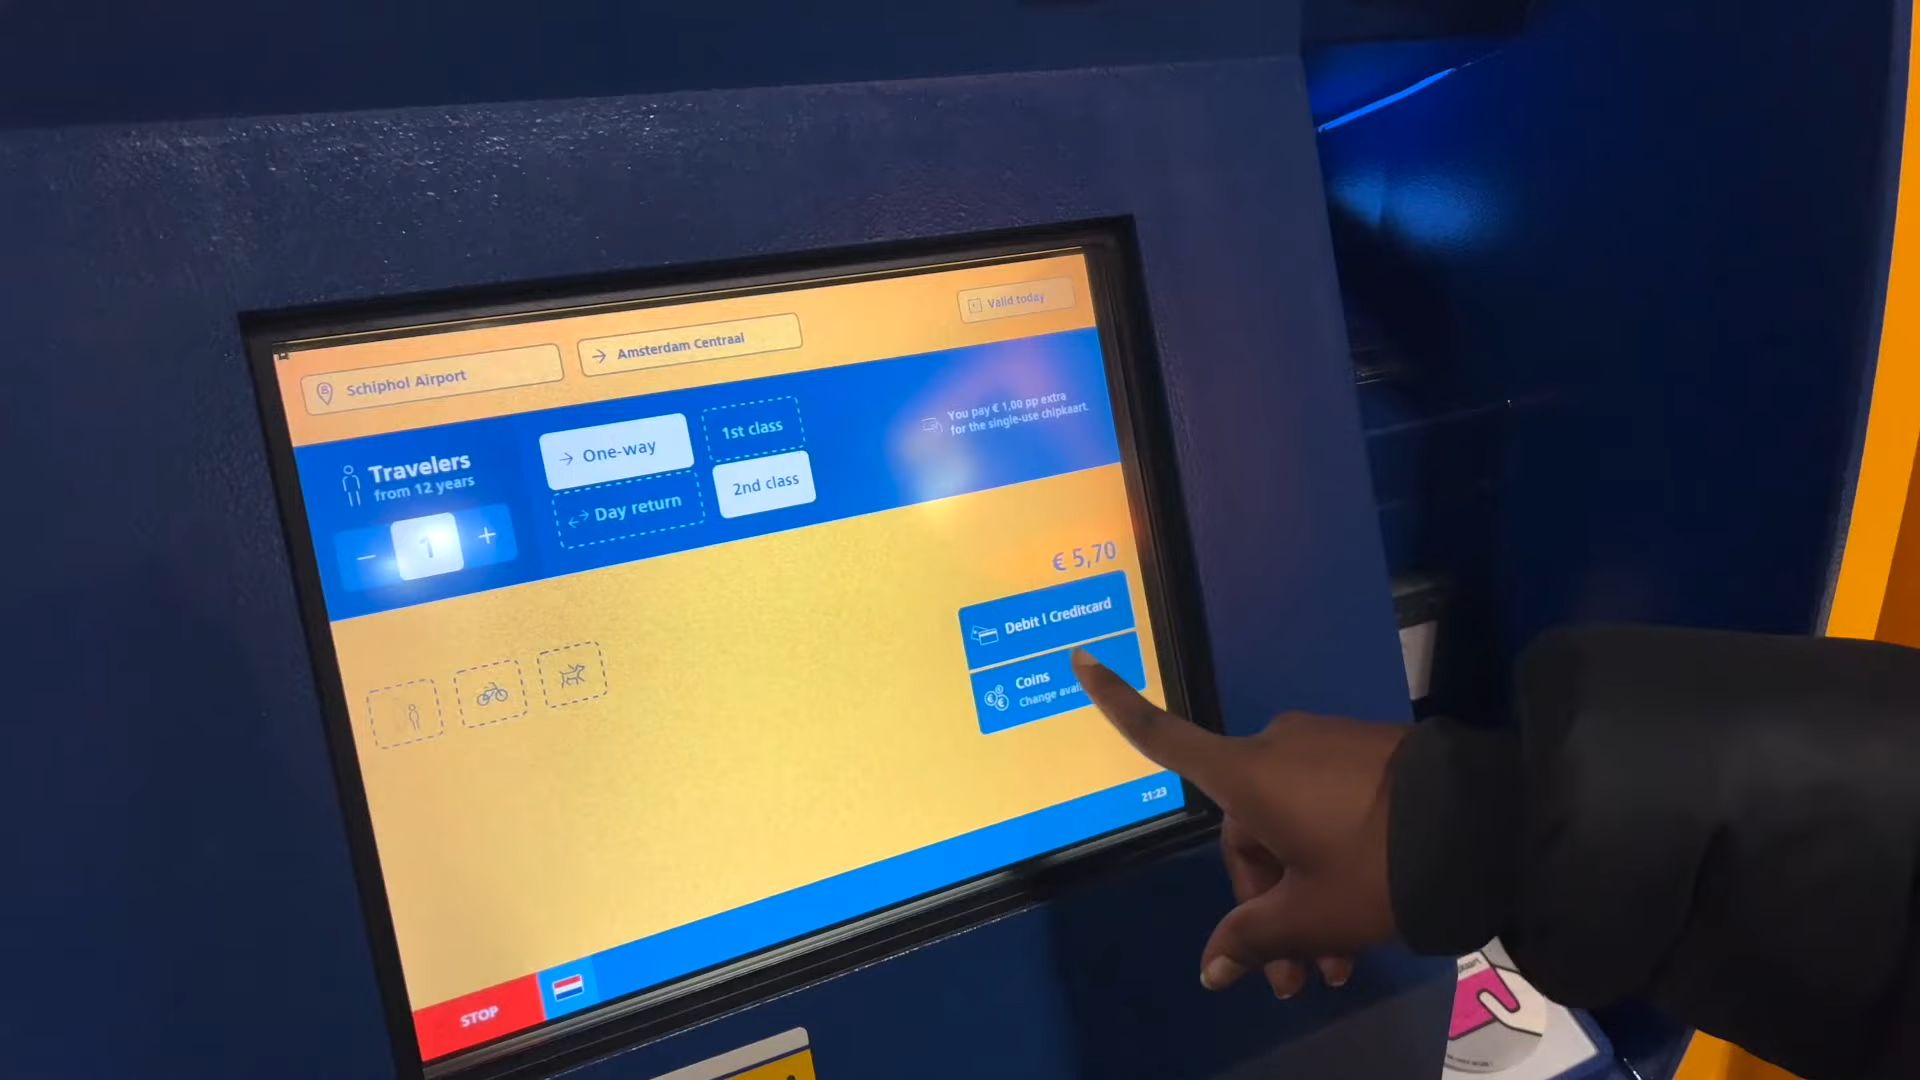 Schiphol Airport
Amsterdam Centraal
Valid today
Travelers
from 12 years
1
One-way
Day return
1st class
2nd class
You pay € 1,00 pp extra
for the single-use chipkaart.
€ 5,70
Debit | Creditcard
Coins
Change
21:23
STOP